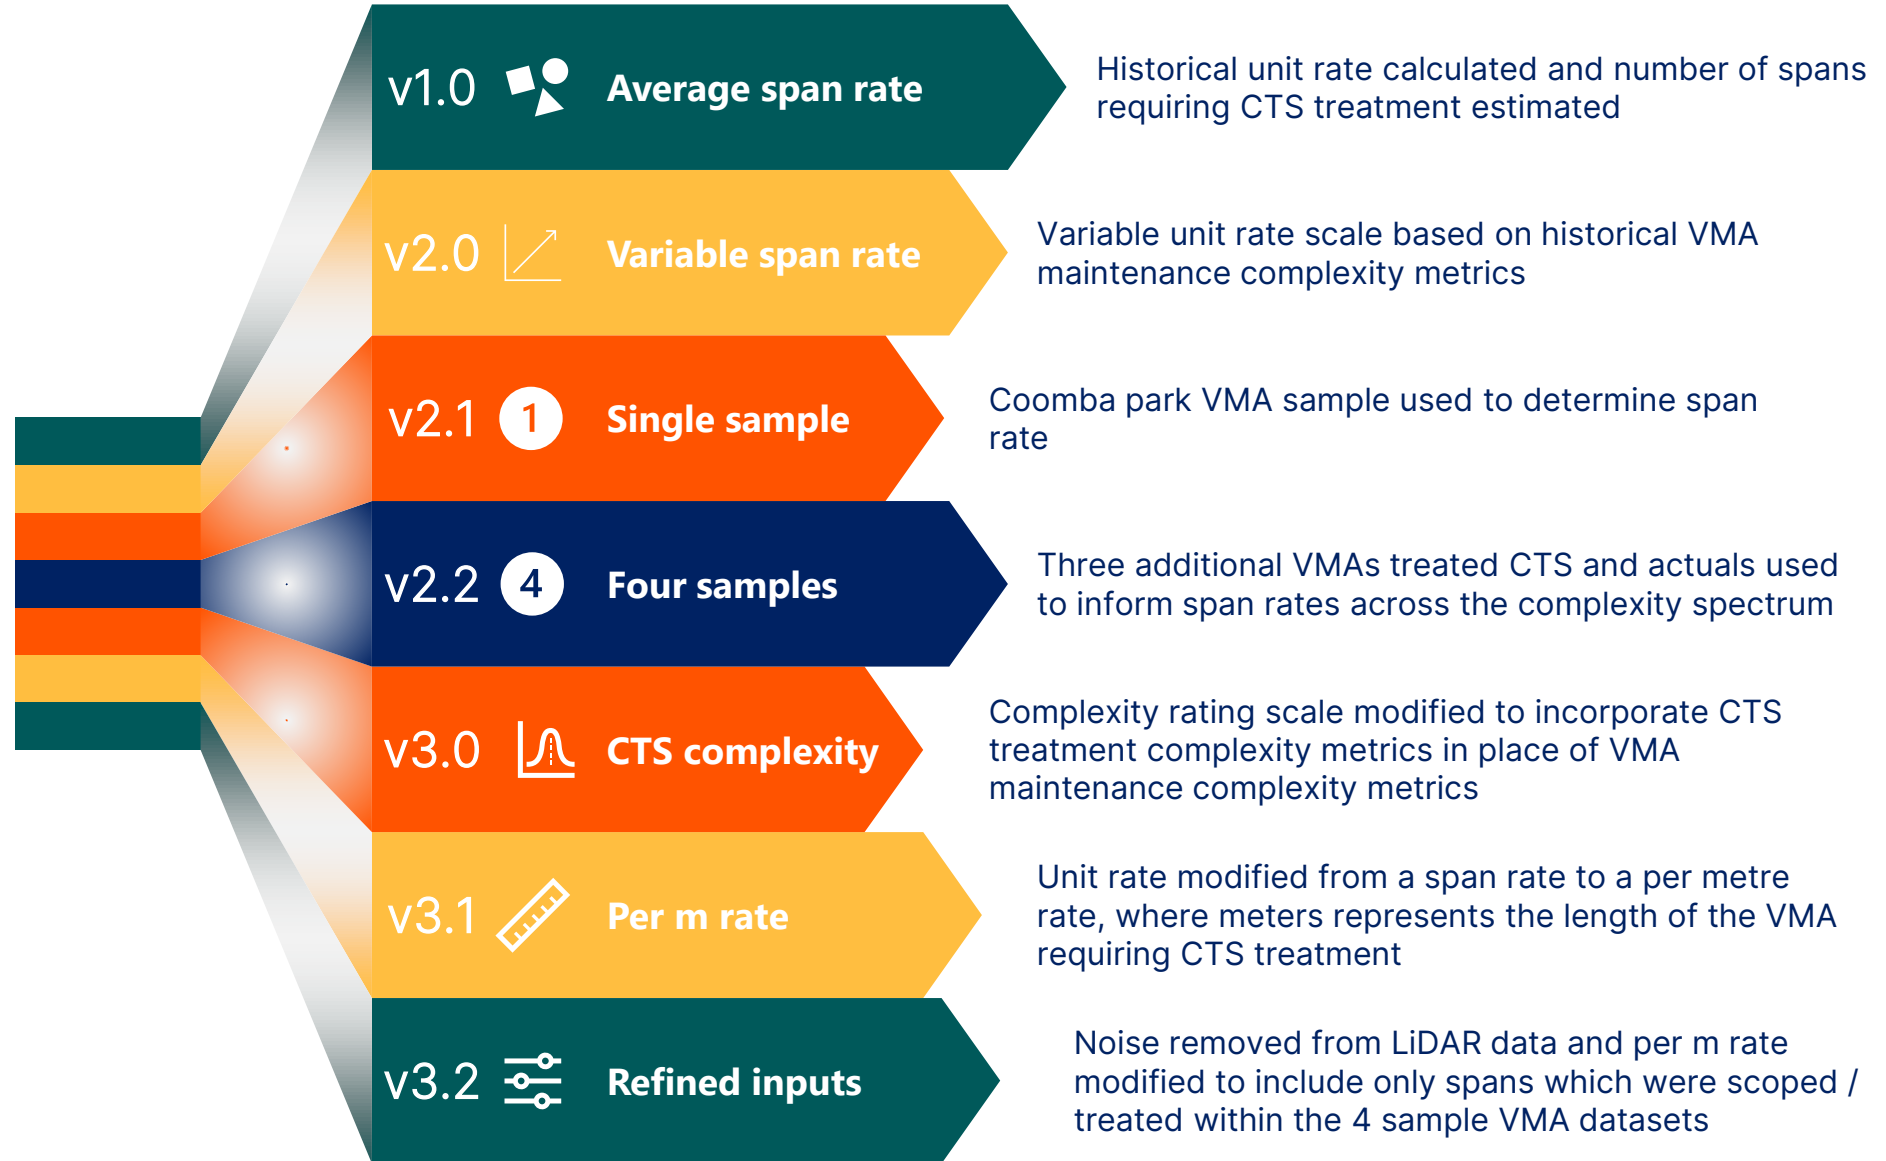 v1.0 Average span rate
Historical unit rate calculated and number of spans
requiring CTS treatment estimated
v2.0 Variable span rate
Variable unit rate scale based on historical VMA
maintenance complexity metrics
v2.1 1 Single sample
Coomba park VMA sample used to determine span
rate
v2.2 4 Four samples
Three additional VMAs treated CTS and actuals used
to inform span rates across the complexity spectrum
v3.0 CTS complexity
Complexity rating scale modified to incorporate CTS
treatment complexity metrics in place of VMA
maintenance complexity metrics
v3.1 Per m rate
Unit rate modified from a span rate to a per metre
rate, where meters represents the length of the VMA
requiring CTS treatment
v3.2 Refined inputs
Noise removed from LiDAR data and per m rate
modified to include only spans which were scoped /
treated within the 4 sample VMA datasets